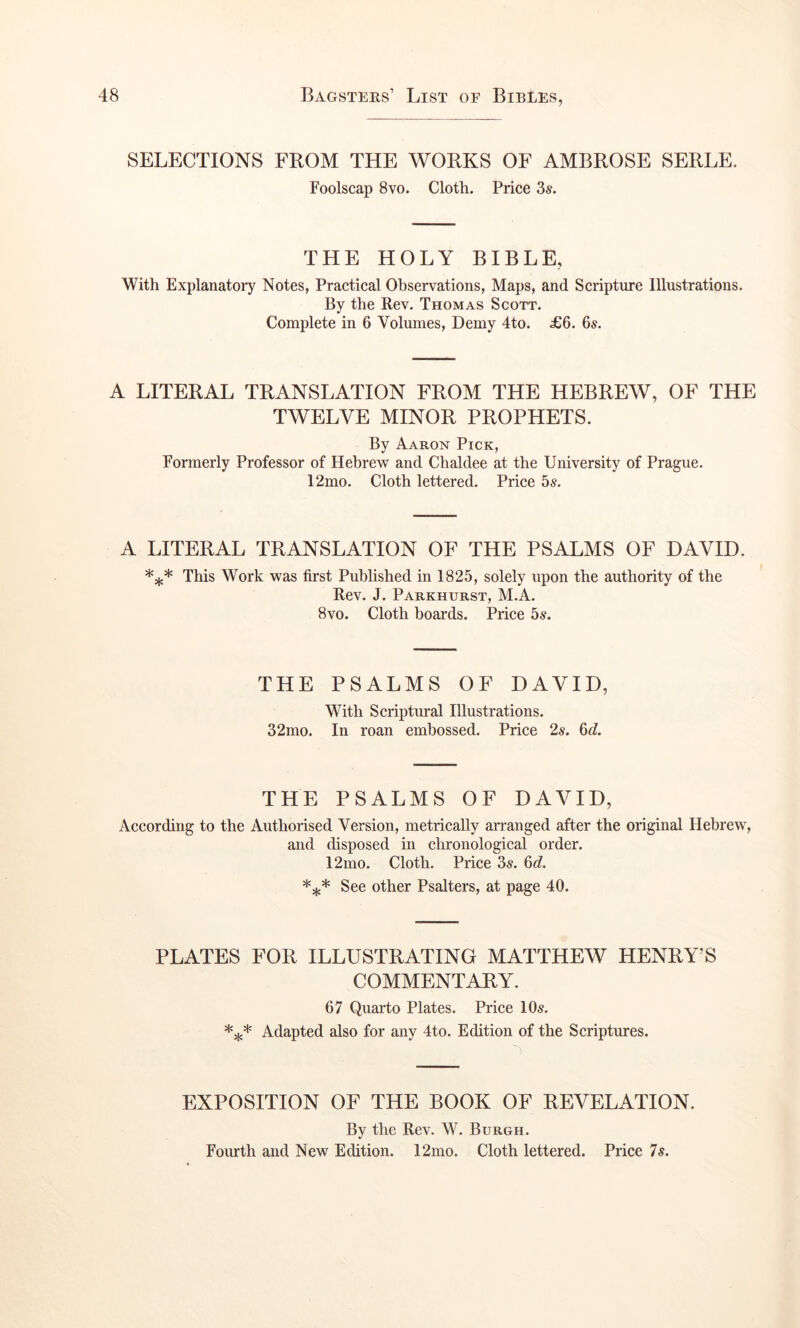 48 Bagsters' List of Bibles,
SELECTIONS FROM THE WORKS OF AMBROSE SERLE.
Foolscap 8vo. Cloth. Price 3s.
THE HOLY BIBLE,
With Explanatory Notes, Practical Observations, Maps, and Scripture Illustrations.
By the Rev. Thomas Scott.
Complete in 6 Volumes, Demy 4to. £6. 6s.
A LITERAL TRANSLATION FROM THE HEBREW, OF THE
TWELVE MINOR PROPHETS.
By Aaron Pick,
Formerly Professor of Hebrew and Chaldee at the University of Prague.
12mo. Cloth lettered. Price 5s.
A LITERAL TRANSLATION OF THE PSALMS OF DAVID.
*** This Work was first Published in 1825, solely upon the authority of the
Rev. J. Parkhurst, M.A.
8vo. Cloth boards. Price 5s.
THE PSALMS OF DAVID,
With Scriptural Illustrations.
32mo. In roan embossed. Price 2s. 6d.
THE PSALMS OF DAVID,
According to the Authorised Version, metrically arranged after the original Hebrew,
and disposed in chronological order.
12mo. Cloth. Price 3s. 6d.
*** See other Psalters, at page 40.
PLATES FOR ILLUSTRATING MATTHEW HENRY'S
COMMENTARY.
67 Quarto Plates. Price 10s.
*** Adapted also for any 4to. Edition of the Scriptures.
EXPOSITION OF THE BOOK OF REVELATION.
By the Rev. W. Burgh.
Fourth and New Edition. 12mo. Cloth lettered. Price 7s.